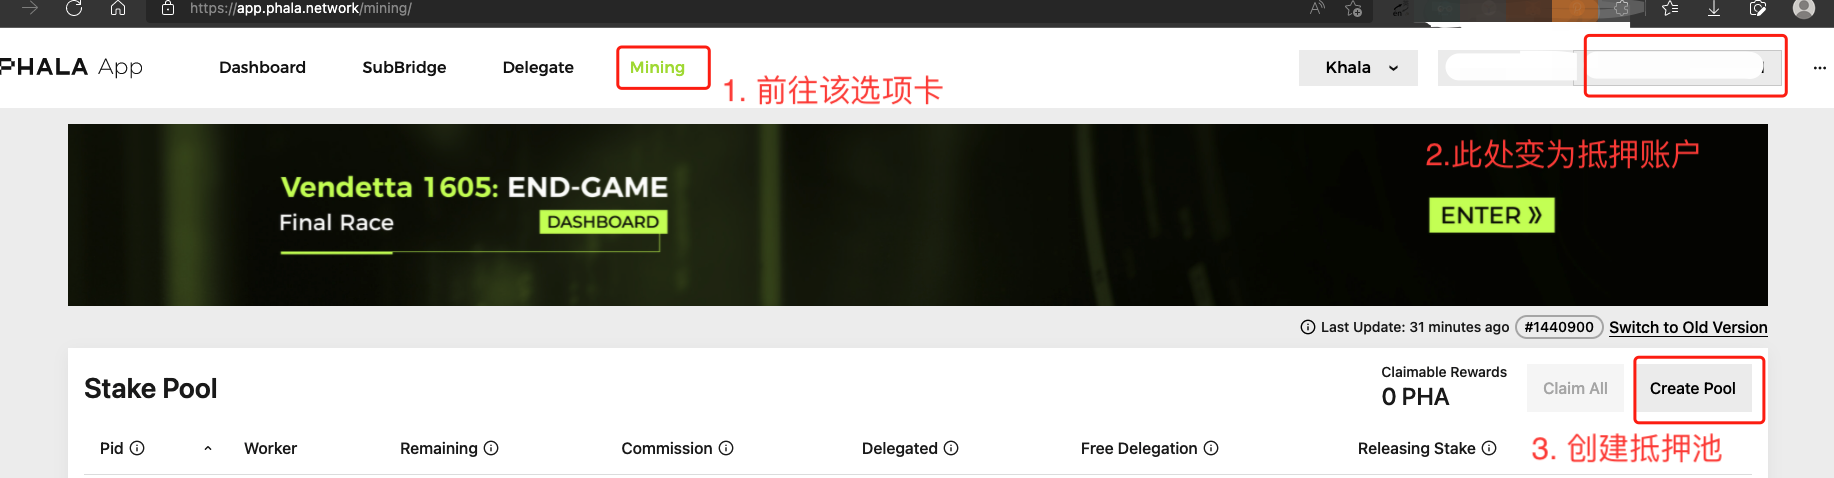 https://app.phala.network/mining/
PHALA App
Dashboard
SubBridge
Delegate
Mining
Khala
1. 前往该选项卡
Vendetta 1605: END-GAME
Final Race
DASHBOARD
2.此处变为抵押账户
ENTER »
Last Update: 31 minutes ago
#1440900
Switch to Old Version
Stake Pool
Claimable Rewards
0 PHA
Claim All
Create Pool
Pid
Worker
Remaining
Commission
Delegated
Free Delegation
Releasing Stake
3. 创建抵押池